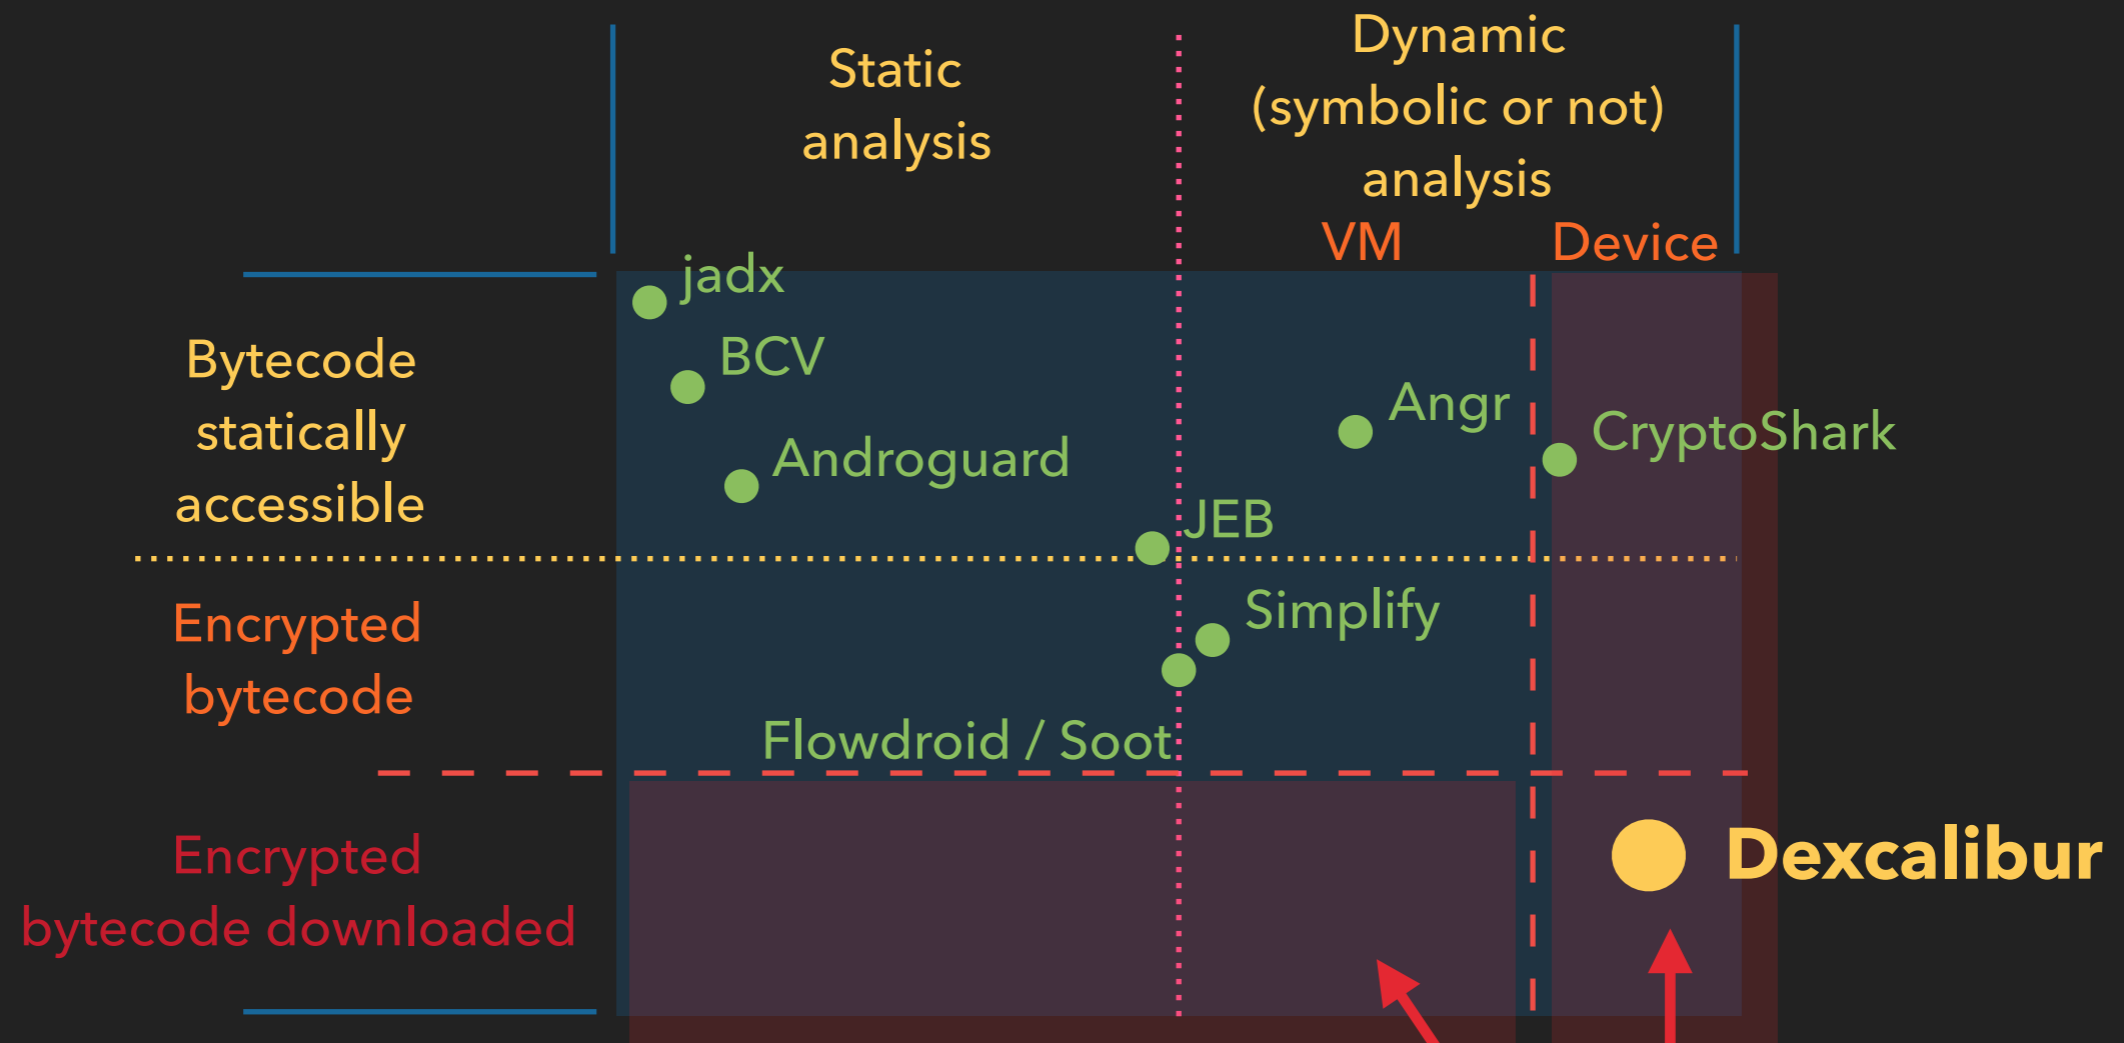 Static
analysis
Dynamic
(symbolic or not)
analysis
VM
Device
jadx
BCV
Androguard
Angr
CryptoShark
JEB
Simplify
Flowdroid / Soot
Dexcalibur
Bytecode
statically
accessible
Encrypted
bytecode
Encrypted
bytecode downloaded